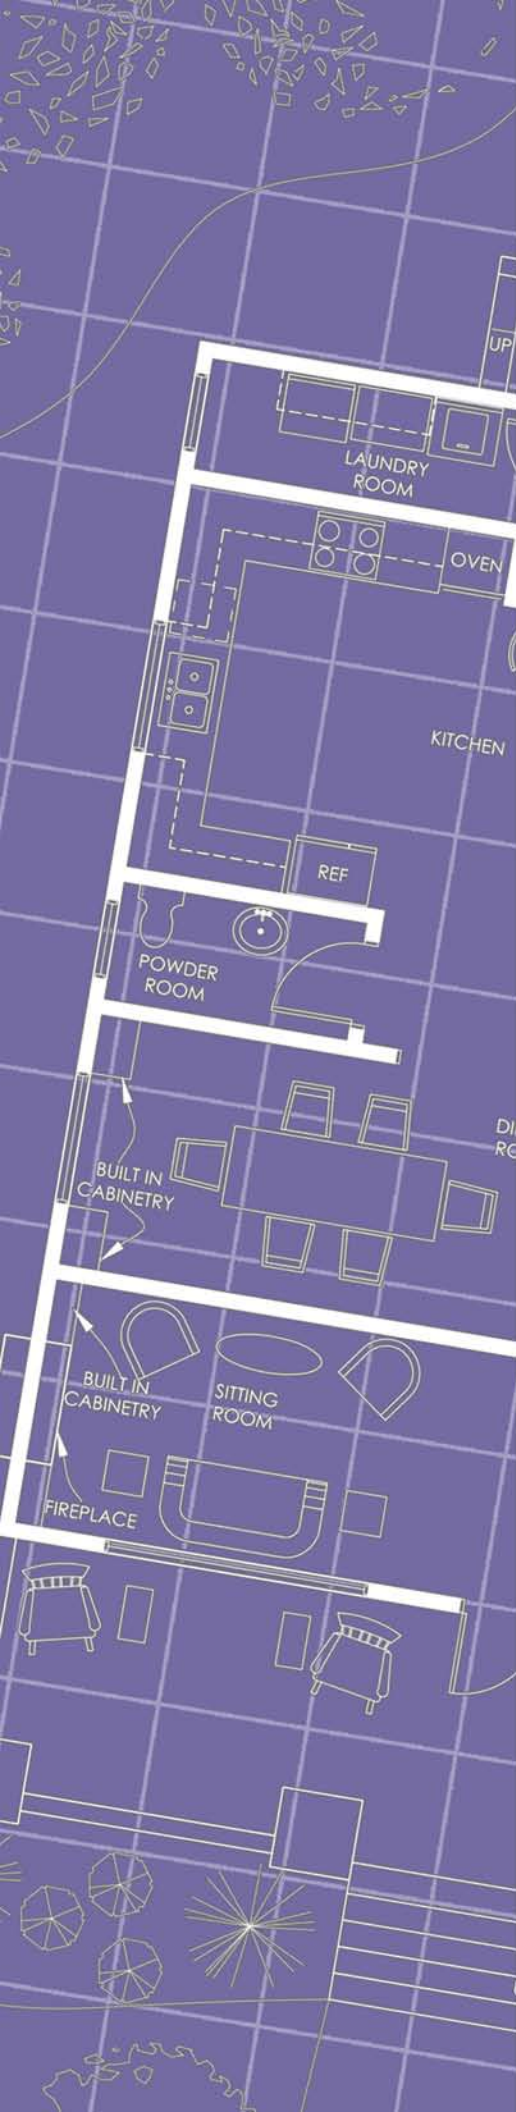 UP
LAUNDRY
ROOM
OVEN
KITCHEN
REF
POWDER
ROOM
BUILT IN
CABINETRY
BUILT IN
CABINETRY
SITTING
ROOM
FIREPLACE